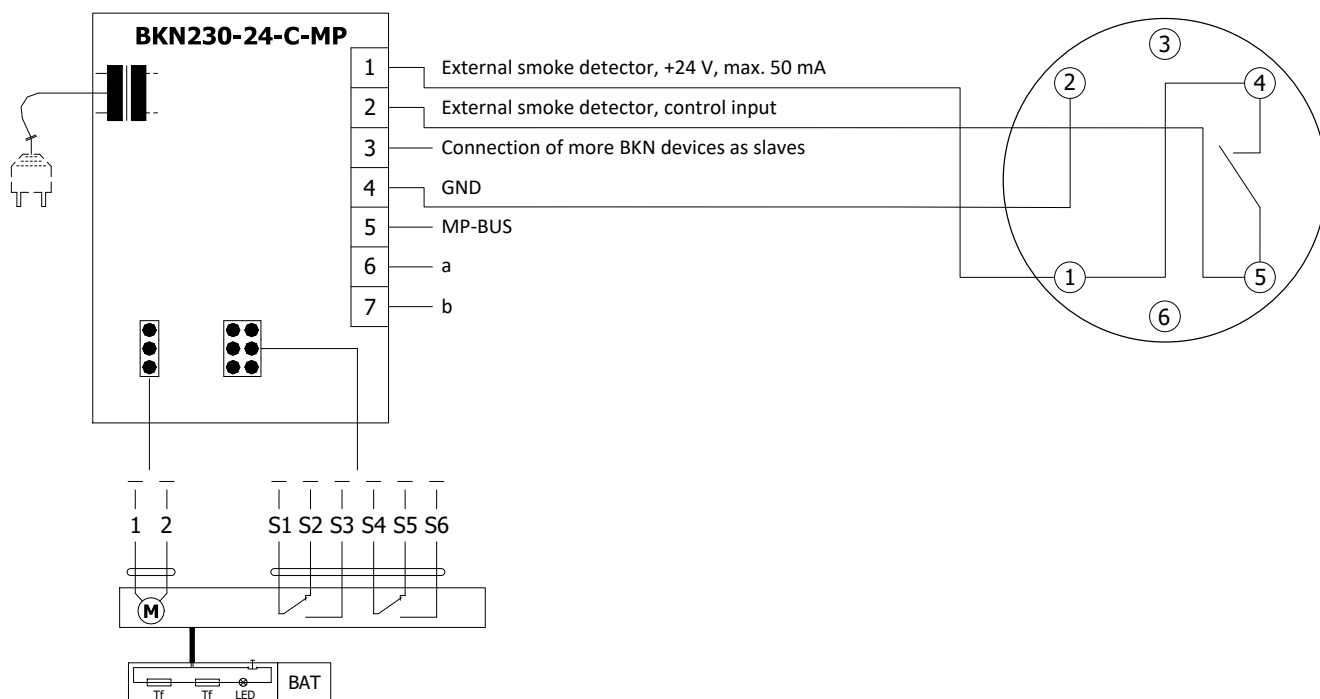 BKN230-24-C-MP
1 External smoke detector, +24 V, max. 50 mA
2 External smoke detector, control input
3 Connection of more BKN devices as slaves
4 GND
5 MP-BUS
6 a
7 b
3
2 4
1 5
6
1 2 S1 S2 S3 S4 S5 S6
M
Tf Tf LED BAT